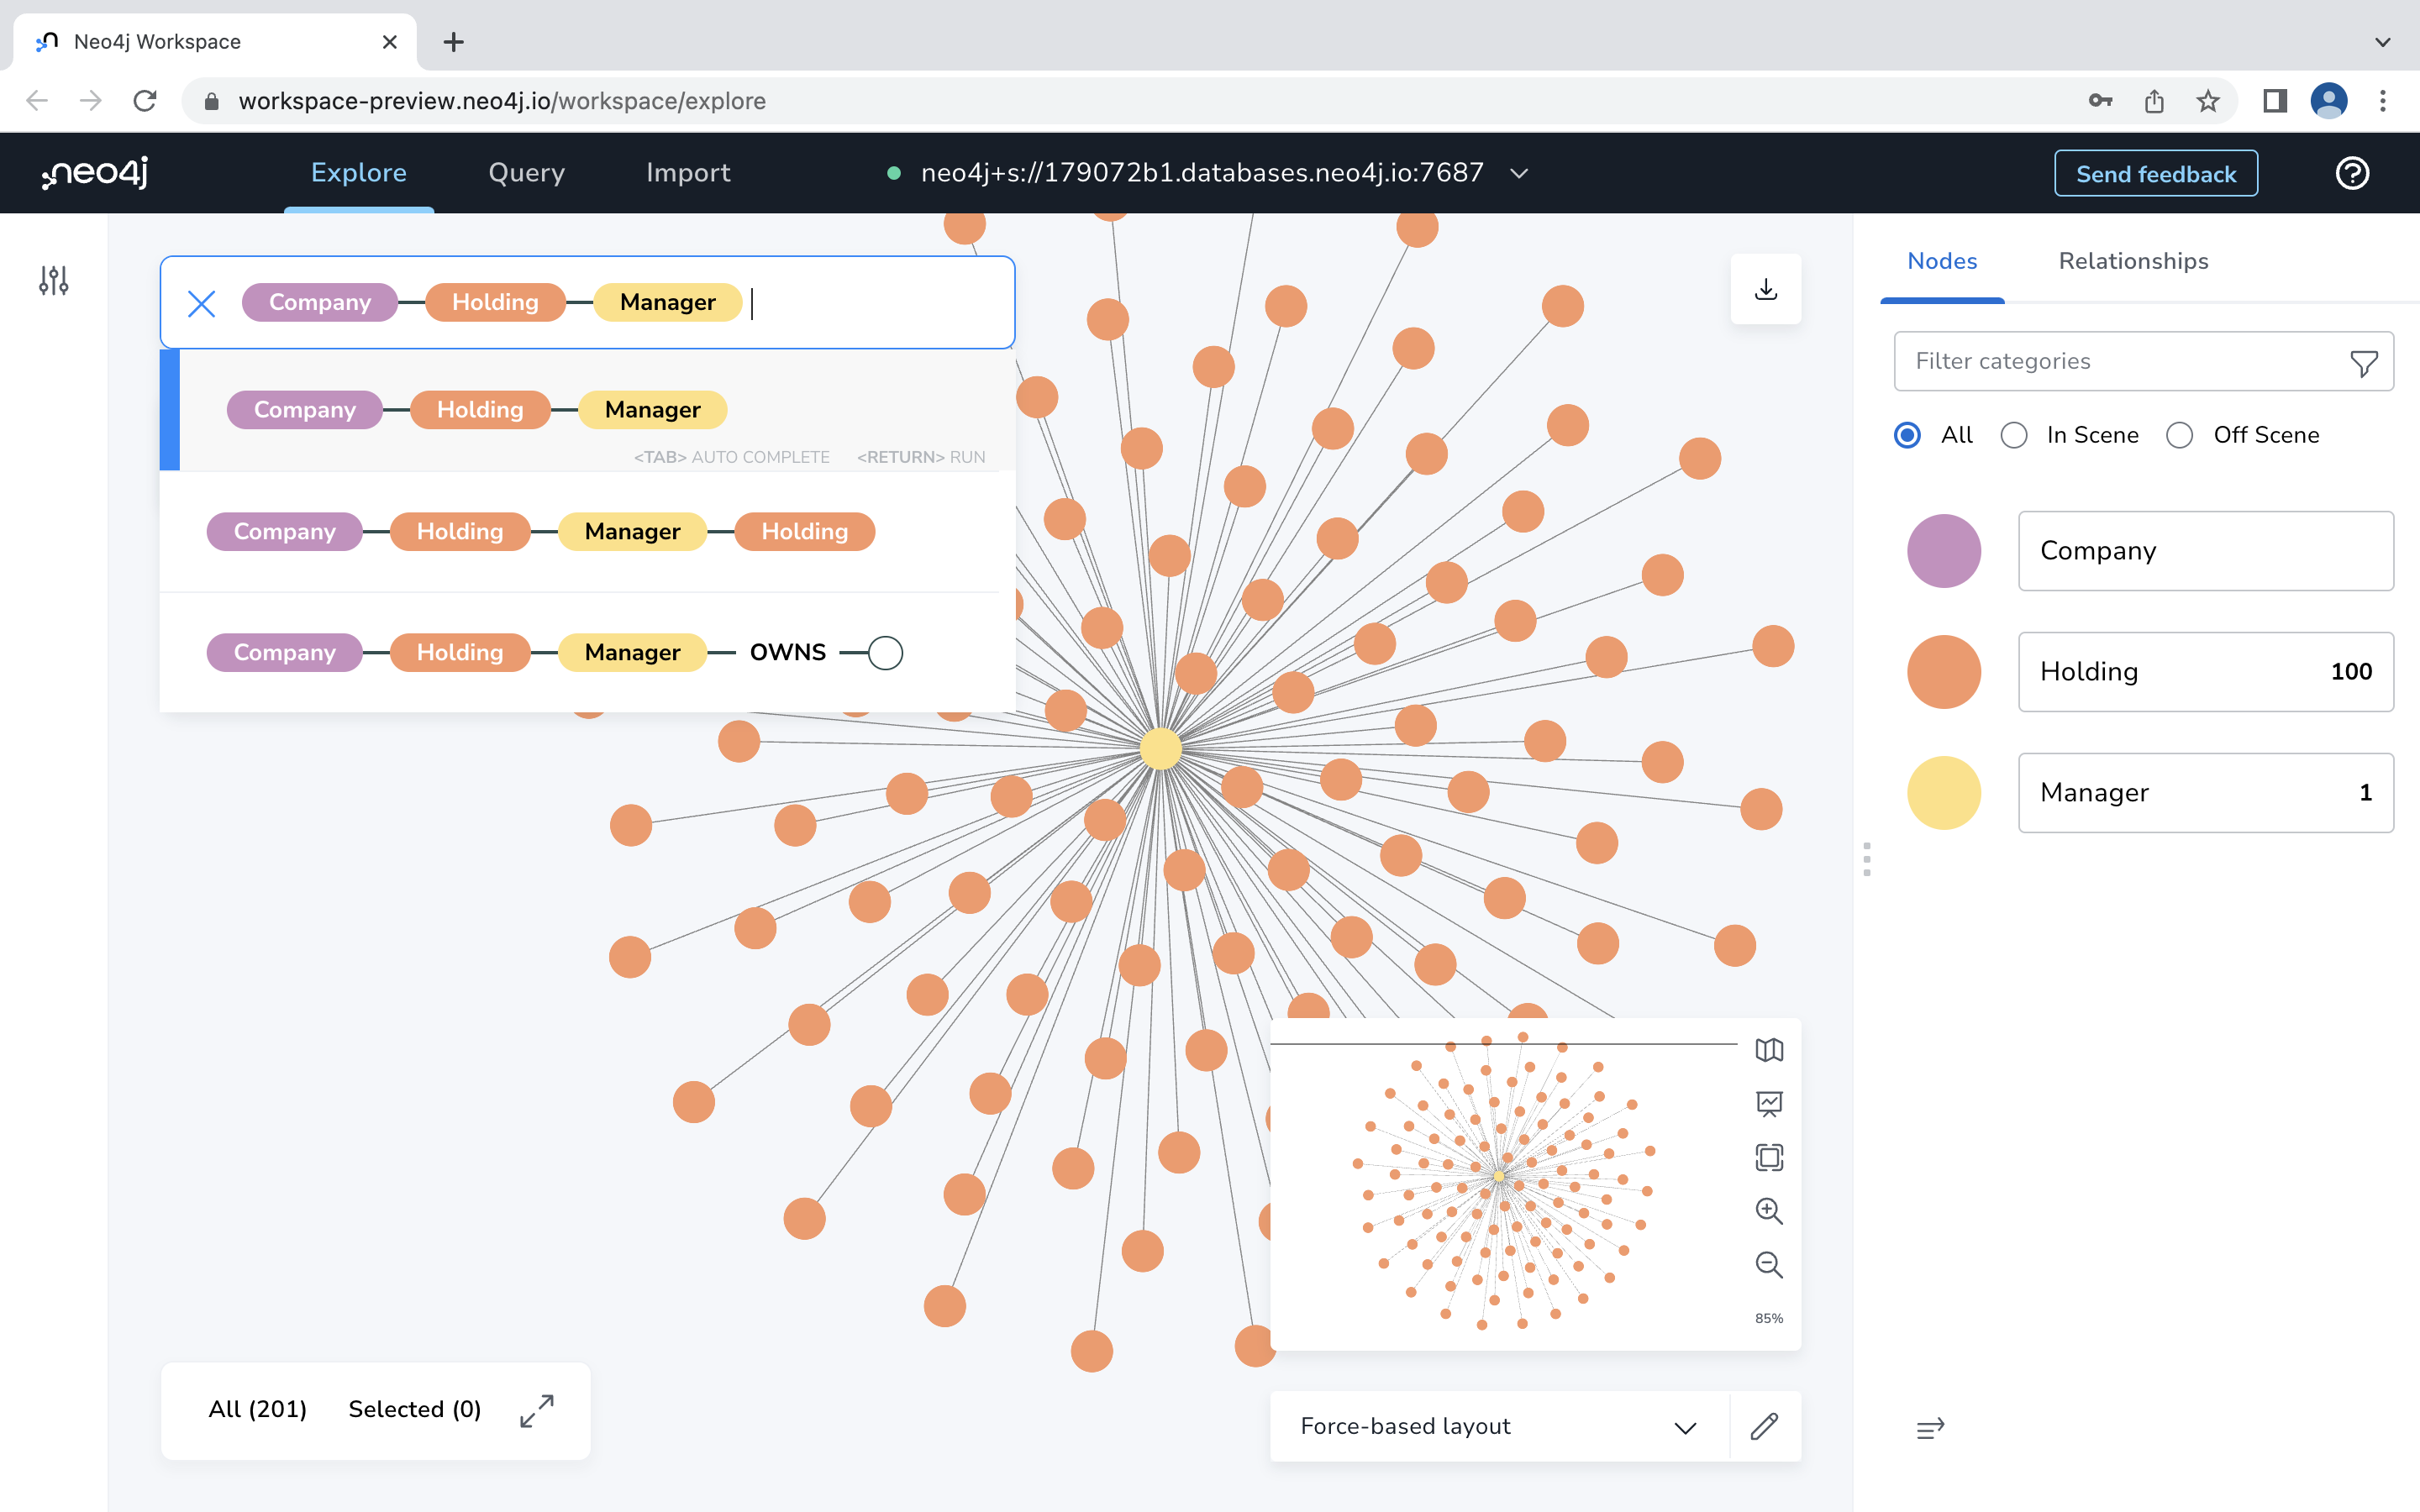 Neo4j Workspace
workspace-preview.neo4j.io/workspace/explore
neo4j
Explore
Query
Import
neo4j+s://179072b1.databases.neo4j.io:7687
Send feedback
Company Holding Manager
Company Holding Manager
<TAB> AUTO COMPLETE <RETURN> RUN
Company Holding Manager Holding
Company Holding Manager OWNS
Nodes
Relationships
Filter categories
All
In Scene
Off Scene
Company
Holding 100
Manager 1
85%
All (201)
Selected (0)
Force-based layout